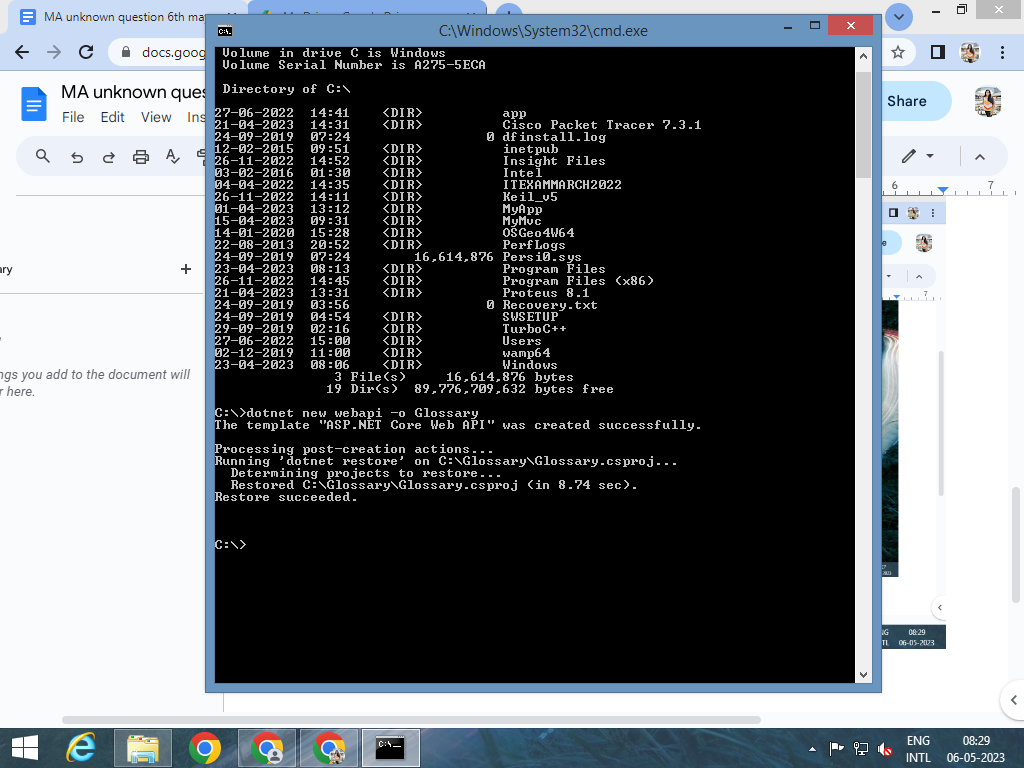 MA unknown question 6th ma
C:\Windows\System32\cmd.exe
docs.goog
MA unknown ques
File Edit View Ins
Share
6 7
ary
ngs you add to the document will
r here.
Volume in drive C is Windows
Volume Serial Number is A275-5ECA
Directory of C:\
27-06-2022 14:41 <DIR> app
21-04-2023 14:31 <DIR> Cisco Packet Tracer 7.3.1
24-09-2019 07:24 0 dfinstall.log
12-02-2015 09:51 <DIR> inetpub
26-11-2022 14:52 <DIR> Insight Files
03-02-2016 01:30 <DIR> Intel
04-04-2022 14:35 <DIR> ITEXAMMARCH2022
26-11-2022 14:11 <DIR> Keil_v5
01-04-2023 13:12 <DIR> MyApp
15-04-2023 09:31 <DIR> MyMvc
14-01-2020 15:28 <DIR> OSGeo4W64
22-08-2013 20:52 <DIR> PerfLogs
24-09-2019 07:24 16,614,876 Persi0.sys
23-04-2023 08:13 <DIR> Program Files
26-11-2022 14:45 <DIR> Program Files (x86)
21-04-2023 13:31 <DIR> Proteus 8.1
24-09-2019 03:56 0 Recovery.txt
24-09-2019 04:54 <DIR> SWSETUP
29-09-2019 02:16 <DIR> TurboC++
27-06-2022 15:00 <DIR> Users
02-12-2019 11:00 <DIR> wamp64
23-04-2023 08:06 <DIR> Windows
3 File(s) 16,614,876 bytes
19 Dir(s) 89,776,709,632 bytes free
C:\>dotnet new webapi -o Glossary
The template "ASP.NET Core Web API" was created successfully.
Processing post-creation actions...
Running 'dotnet restore' on C:\Glossary\Glossary.csproj...
Determining projects to restore...
Restored C:\Glossary\Glossary.csproj (in 8.74 sec).
Restore succeeded.
C:\>
7
NG 08:29
TL 06-05-2023
ENG 08:29
INTL 06-05-2023